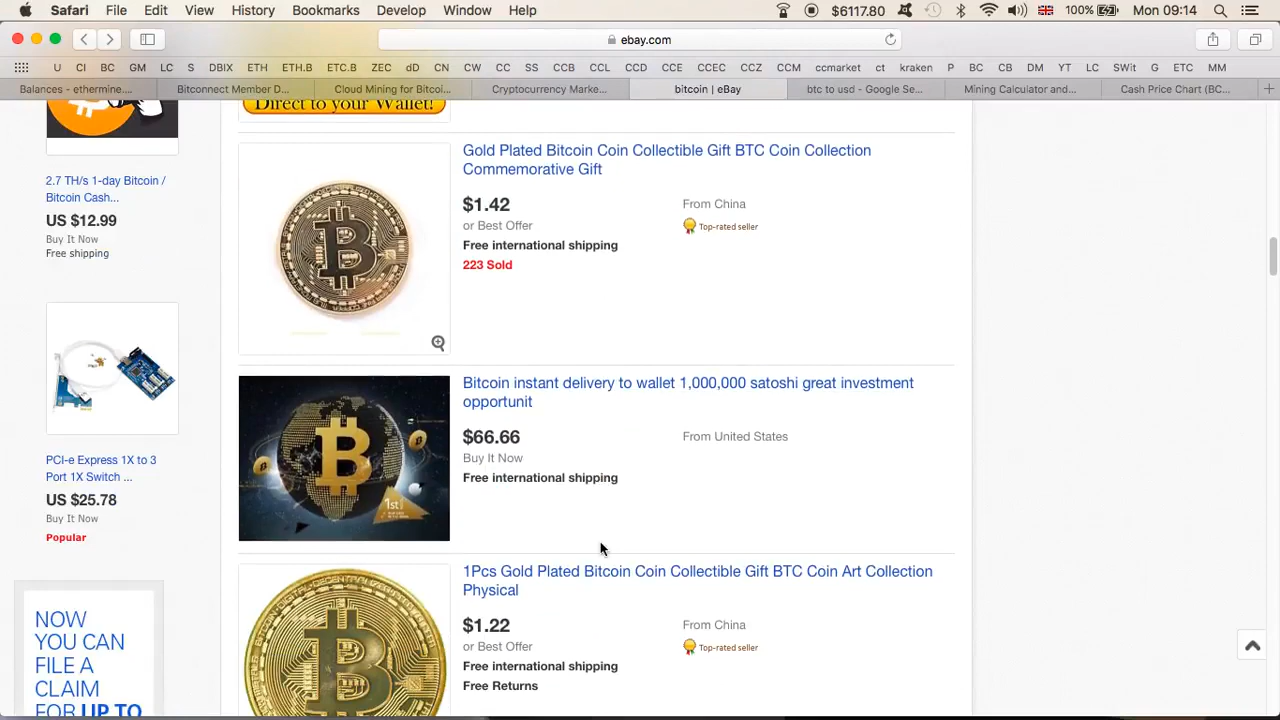 Safari File Edit View History Bookmarks Develop Window Help $6117.80 100% Mon 09:14
ebay.com
U CI BC GM LC S DBIX ETH ETH.B ETC.B ZEC dD CN CW CC SS CCB CCL CCD CCE CCEC CCZ CCM ccmarket ct kraken P BC CB DM YT LC SWit G ETC MM
Balances - ethermine.... Bitconnect Member D... Cloud Mining for Bitcoi... Cryptocurrency Marke... bitcoin | eBay btc to usd - Google Se... Mining Calculator and... Cash Price Chart (BC...
Direct to your Wallet!
2.7 TH/s 1-day Bitcoin /
Bitcoin Cash...
US $12.99
Buy It Now
Free shipping
PCI-e Express 1X to 3
Port 1X Switch ...
US $25.78
Buy It Now
Popular
NOW
YOU CAN
FILE A
CLAIM
FOR UP TO
Gold Plated Bitcoin Coin Collectible Gift BTC Coin Collection
Commemorative Gift
$1.42
From China
or Best Offer
Top-rated seller
Free international shipping
223 Sold
Bitcoin instant delivery to wallet 1,000,000 satoshi great investment
opportunit
$66.66
From United States
Buy It Now
Free international shipping
1st
1Pcs Gold Plated Bitcoin Coin Collectible Gift BTC Coin Art Collection
Physical
$1.22
From China
or Best Offer
Top-rated seller
Free international shipping
Free Returns